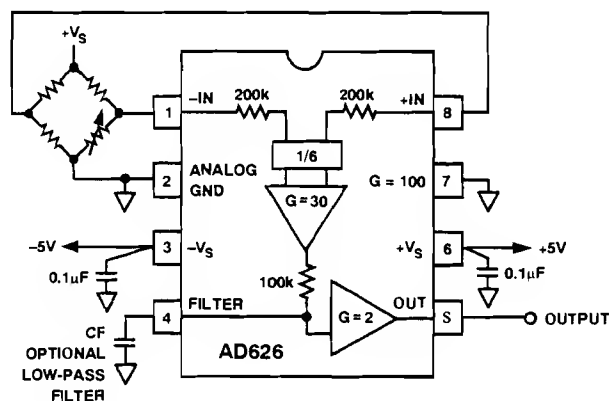 +VS
1
–IN
200k
200k
+IN
8
1/6
2
ANALOG
GND
G = 30
G = 100
7
–5V
3
–VS
+VS
6
+5V
0.1µF
100k
0.1µF
4
FILTER
G = 2
OUT
S
OUTPUT
CF
OPTIONAL
LOW-PASS
FILTER
AD626